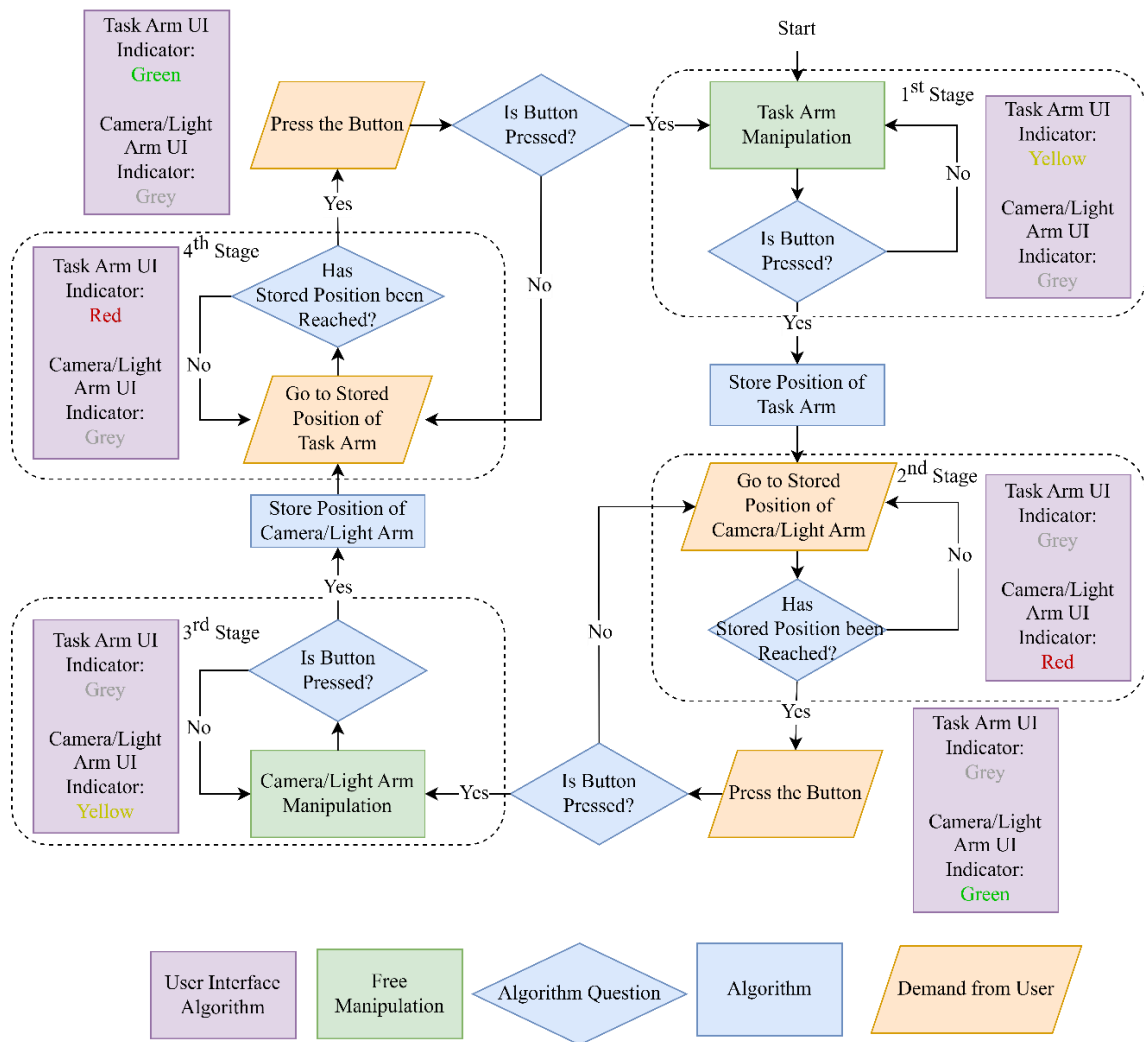 Start
Task Arm UI
Indicator:
Green
Camera/Light
Arm UI
Indicator:
Grey
Press the Button
Is Button
Pressed?
Yes
Task Arm
Manipulation
1st Stage
No
Is Button
Pressed?
Task Arm UI
Indicator:
Yellow
Camera/Light
Arm UI
Indicator:
Grey
Yes
4th Stage
Task Arm UI
Indicator:
Red
Camera/Light
Arm UI
Indicator:
Grey
Has
Stored Position been
Reached?
No
No
Go to Stored
Position of
Task Arm
Yes
Store Position of
Task Arm
Store Position of
Camera/Light Arm
Go to Stored
Position of
Camera/Light Arm
2nd Stage
No
Has
Stored Position been
Reached?
Task Arm UI
Indicator:
Grey
Camera/Light
Arm UI
Indicator:
Red
Yes
3rd Stage
Task Arm UI
Indicator:
Grey
Camera/Light
Arm UI
Indicator:
Yellow
Is Button
Pressed?
No
Camera/Light Arm
Manipulation
No
Yes
Is Button
Pressed?
Yes
Press the Button
Task Arm UI
Indicator:
Grey
Camera/Light
Arm UI
Indicator:
Green
User Interface
Algorithm
Free
Manipulation
Algorithm Question
Algorithm
Demand from User